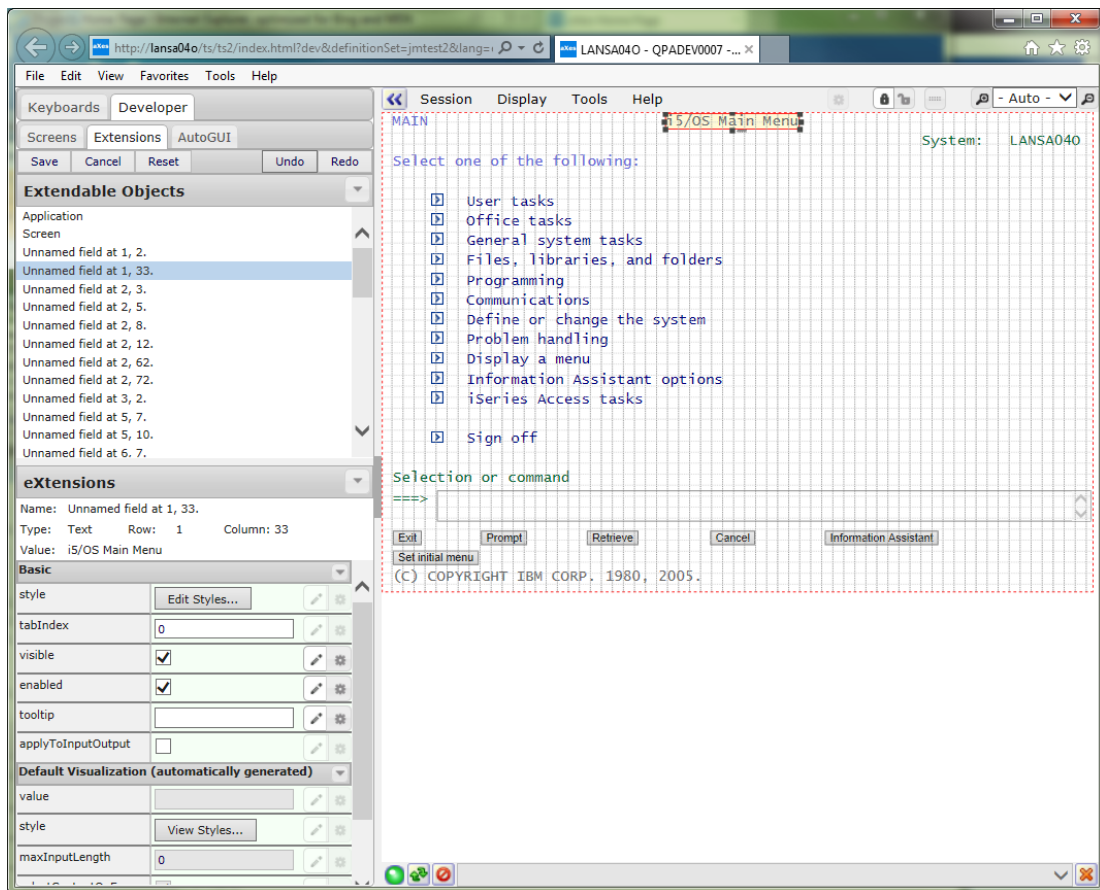 http://lansa04o/ts/ts2/index.html?dev&definitionSet=jmtest2&lang=
LANSA04O - QPADEV0007 -...
File Edit View Favorites Tools Help
Keyboards Developer
Screens Extensions AutoGUI
Save Cancel Reset Undo Redo
Extendable Objects
Application
Screen
Unnamed field at 1, 2.
Unnamed field at 1, 33.
Unnamed field at 2, 3.
Unnamed field at 2, 5.
Unnamed field at 2, 8.
Unnamed field at 2, 12.
Unnamed field at 2, 62.
Unnamed field at 2, 72.
Unnamed field at 3, 2.
Unnamed field at 5, 7.
Unnamed field at 5, 10.
Unnamed field at 6. 7.
eXtensions
Name: Unnamed field at 1, 33.
Type: Text Row: 1 Column: 33
Value: i5/OS Main Menu
Basic
style Edit Styles...
tabIndex 0
visible
enabled
tooltip
applyToInputOutput
Default Visualization (automatically generated)
value
style View Styles...
maxInputLength 0
Session Display Tools Help - Auto -
MAIN i5/OS Main Menu
System: LANSA04O
Select one of the following:
User tasks
Office tasks
General system tasks
Files, libraries, and folders
Programming
Communications
Define or change the system
Problem handling
Display a menu
Information Assistant options
iSeries Access tasks
Sign off
Selection or command
===>
Exit Prompt Retrieve Cancel Information Assistant
Set initial menu
(C) COPYRIGHT IBM CORP. 1980, 2005.